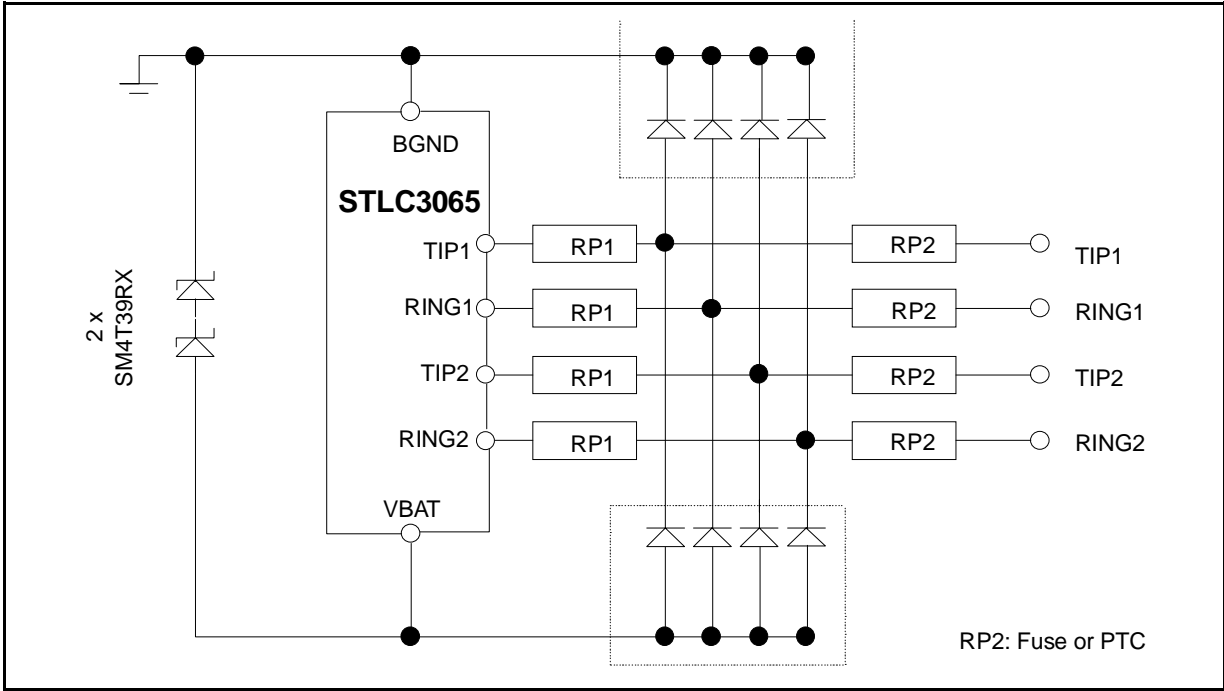 BGND
STLC3065
TIP1
RP1
RP2
TIP1
RING1
RP1
RP2
RING1
TIP2
RP1
RP2
TIP2
RING2
RP1
RP2
RING2
VBAT
2 x
SM4T39RX
RP2: Fuse or PTC